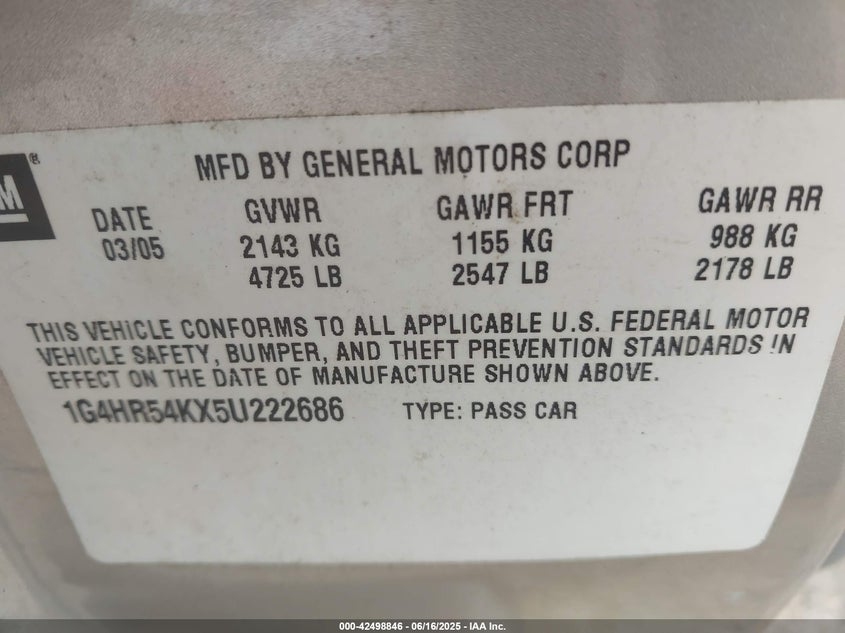 M®
MFD BY GENERAL MOTORS CORP
DATE GVWR GAWR FRT GAWR RR
03/05 2143 KG 1155 KG 988 KG
4725 LB 2547 LB 2178 LB
THIS VEHICLE CONFORMS TO ALL APPLICABLE U.S. FEDERAL MOTOR
VEHICLE SAFETY, BUMPER, AND THEFT PREVENTION STANDARDS IN
EFFECT ON THE DATE OF MANUFACTURE SHOWN ABOVE.
1G4HR54KX5U222686 TYPE: PASS CAR
000-42498846 - 06/16/2025 - IAA Inc.